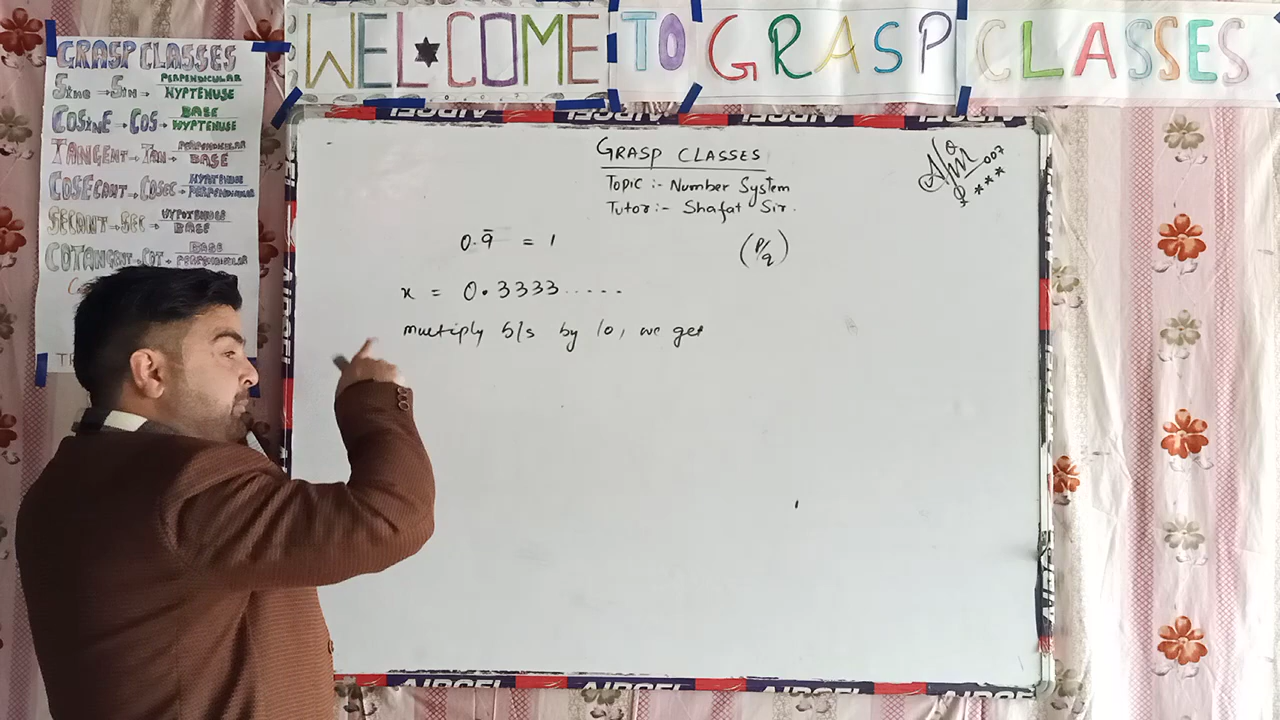 WELCOME TO GRASP CLASSES
GRASP CLASSES
SINE → SIN → PERPENDICULAR
HYPTENUSE
COSINE → COS → BASE
HYPTENUSE
TANGENT → TAN → PERPENDICULAR
BASE
COSECANT → COSEC → HYPTENUSE
PERPENDICULAR
SECANT → SEC → HYPOTENUSE
BASE
COTANGENT → COT → BASE
PERPENDICULAR
GRASP CLASSES
Topic :- Number System
Tutor :- Shafat Sir.
007
0.9̄ = 1 (P/q)
x = 0.3333.....
multiply b/s by 10, we get